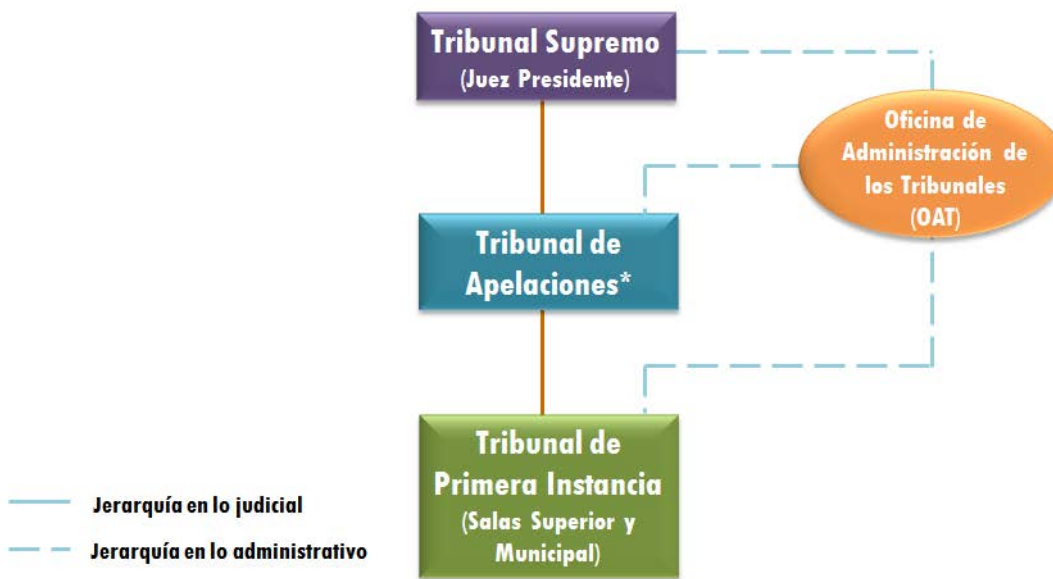 Tribunal Supremo
(Juez Presidente)
Oficina de
Administración de
los Tribunales
(OAT)
Tribunal de
Apelaciones*
Tribunal de
Primera Instancia
(Salas Superior y
Municipal)
Jerarquía en lo judicial
Jerarquía en lo administrativo